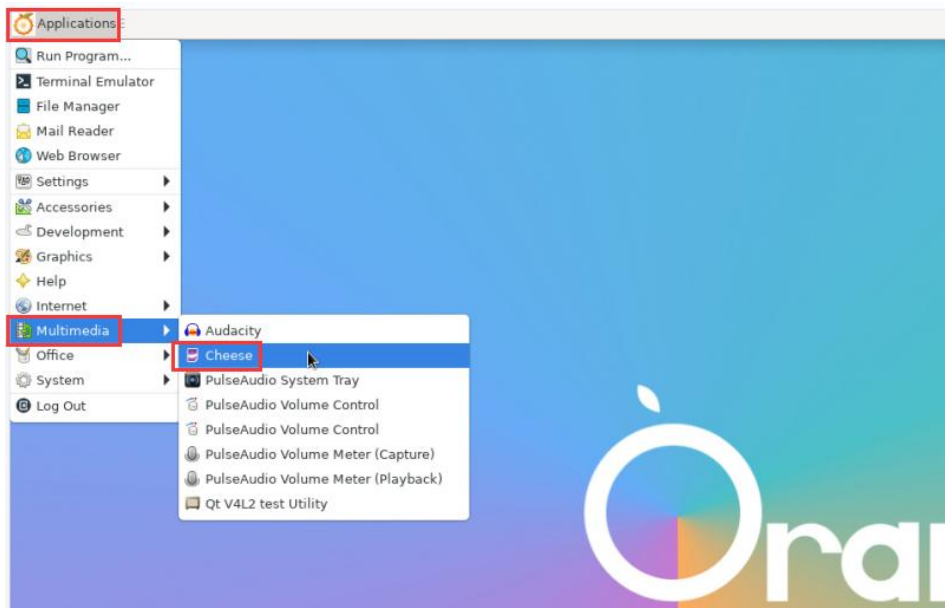 Applications
Run Program...
Terminal Emulator
File Manager
Mail Reader
Web Browser
Settings
Accessories
Development
Graphics
Help
Internet
Multimedia
Office
System
Log Out
Audacity
Cheese
PulseAudio System Tray
PulseAudio Volume Control
PulseAudio Volume Control
PulseAudio Volume Meter (Capture)
PulseAudio Volume Meter (Playback)
Qt V4L2 test Utility
Oran